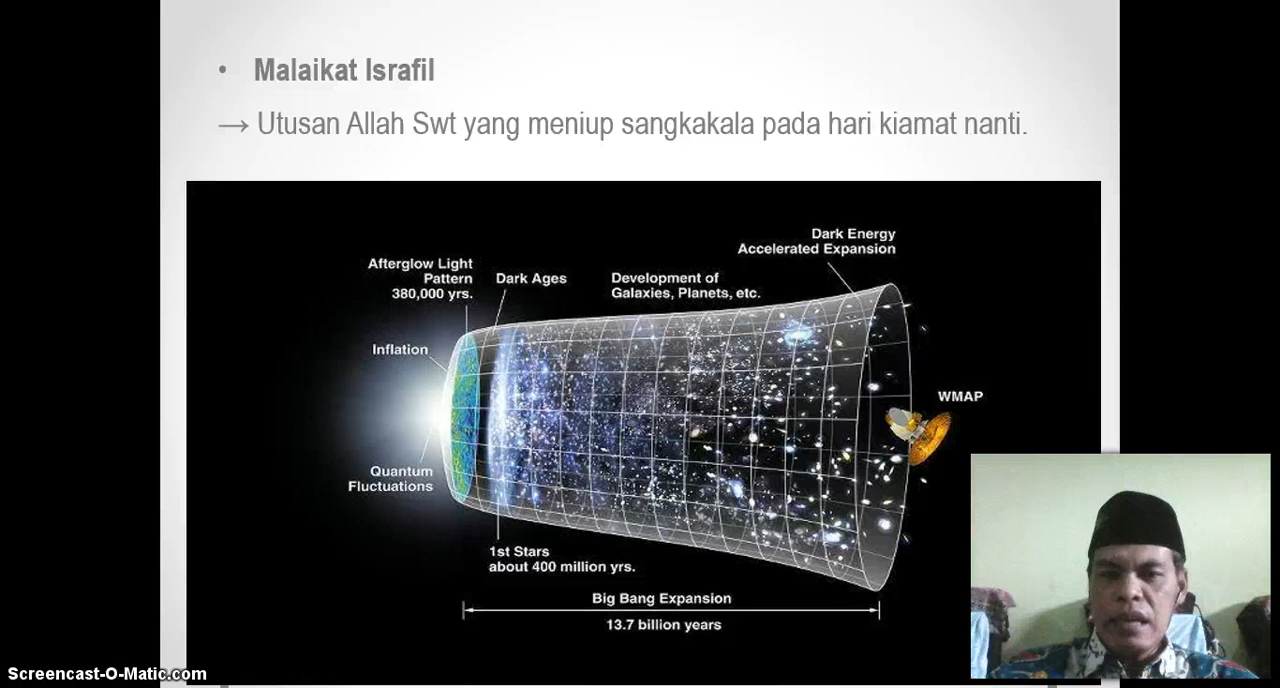 • Malaikat Israfil
→ Utusan Allah Swt yang meniup sangkakala pada hari kiamat nanti.
Dark Energy
Accelerated Expansion
Afterglow Light
Pattern
380,000 yrs.
Dark Ages
Development of
Galaxies, Planets, etc.
Inflation
WMAP
Quantum
Fluctuations
1st Stars
about 400 million yrs.
Big Bang Expansion
13.7 billion years
Screencast-O-Matic.com